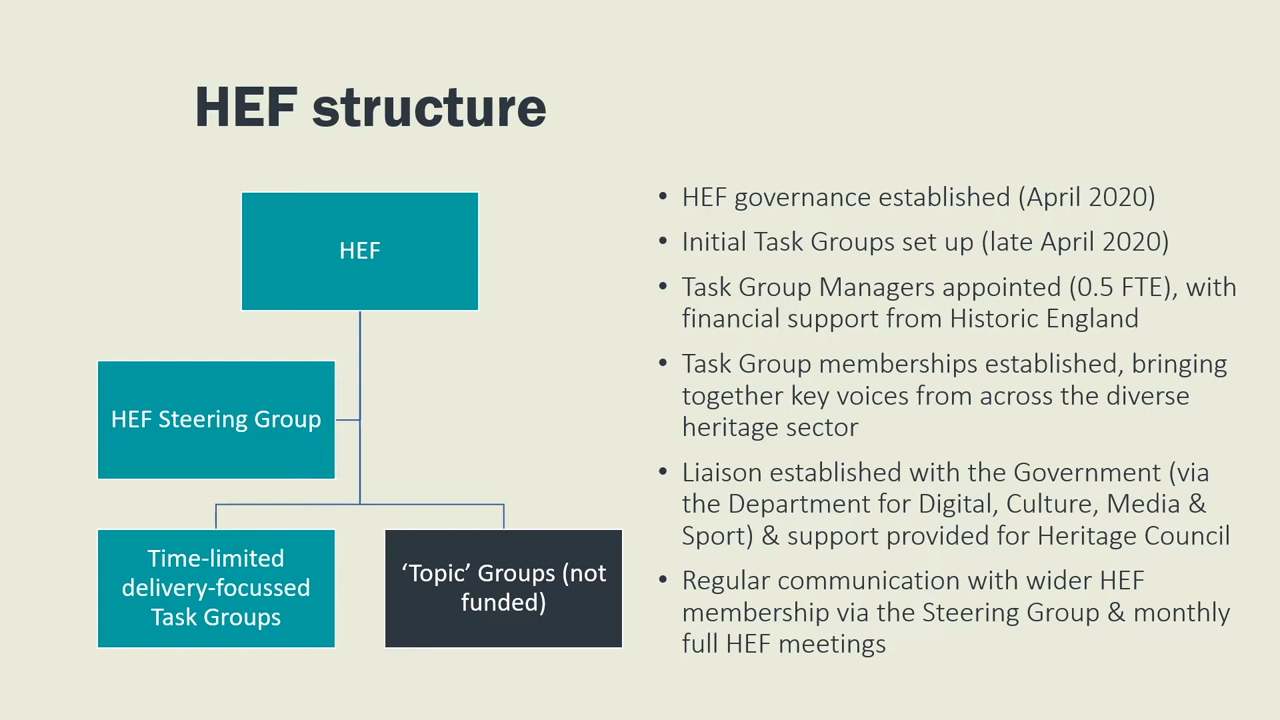 HEF structure
HEF
HEF Steering Group
Time-limited
delivery-focussed
Task Groups
‘Topic’ Groups (not
funded)
• HEF governance established (April 2020)
• Initial Task Groups set up (late April 2020)
• Task Group Managers appointed (0.5 FTE), with
financial support from Historic England
• Task Group memberships established, bringing
together key voices from across the diverse
heritage sector
• Liaison established with the Government (via
the Department for Digital, Culture, Media &
Sport) & support provided for Heritage Council
• Regular communication with wider HEF
membership via the Steering Group & monthly
full HEF meetings